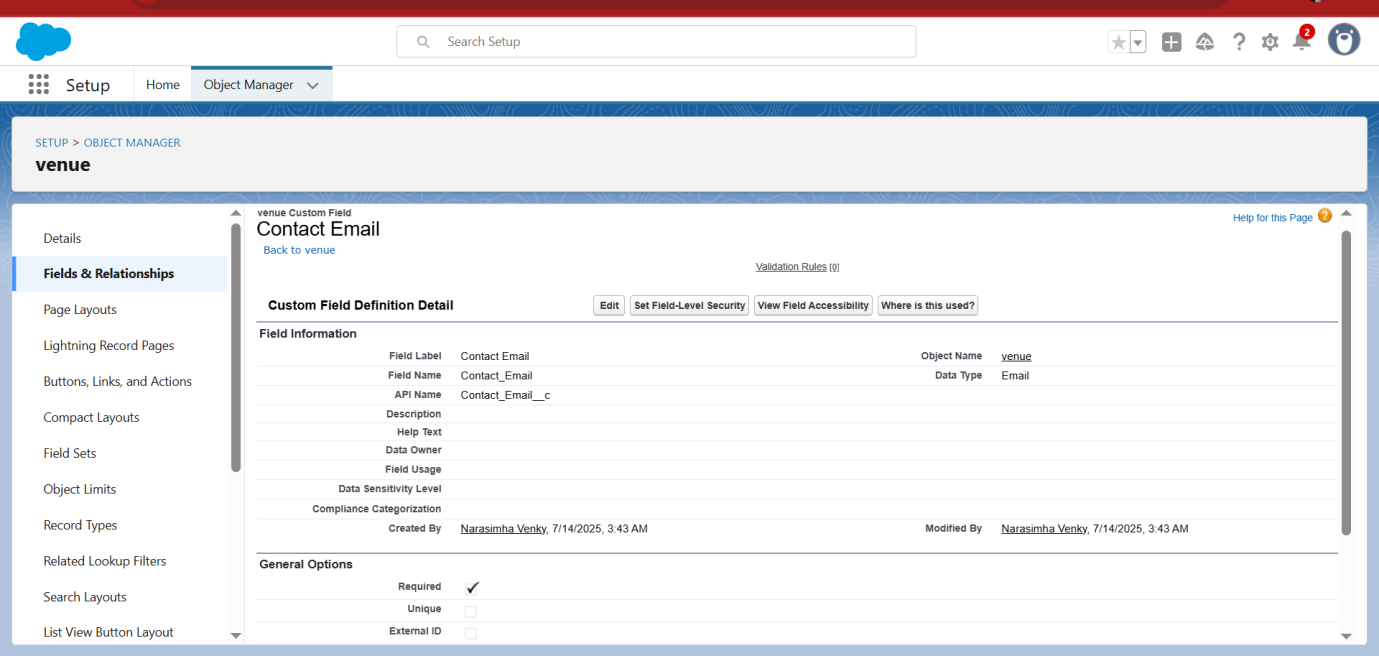 Search Setup
2
Setup
Home
Object Manager
SETUP > OBJECT MANAGER
venue
Details
Fields & Relationships
Page Layouts
Lightning Record Pages
Buttons, Links, and Actions
Compact Layouts
Field Sets
Object Limits
Record Types
Related Lookup Filters
Search Layouts
List View Button Layout
venue Custom Field
Contact Email
Back to venue
Help for this Page ?
Validation Rules [0]
Custom Field Definition Detail
Edit
Set Field-Level Security
View Field Accessibility
Where is this used?
Field Information
Field Label Contact Email Object Name venue
Field Name Contact_Email Data Type Email
API Name Contact_Email__c
Description
Help Text
Data Owner
Field Usage
Data Sensitivity Level
Compliance Categorization
Created By Narasimha Venky, 7/14/2025, 3:43 AM Modified By Narasimha Venky, 7/14/2025, 3:43 AM
General Options
Required
Unique
External ID